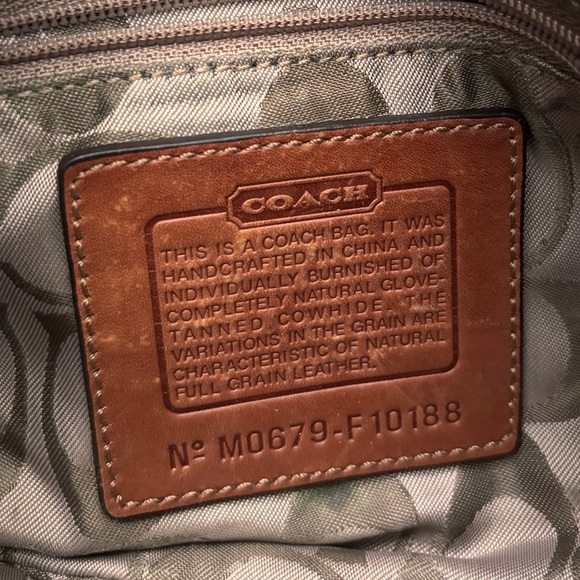 COACH
THIS IS A COACH BAG. IT WAS
HANDCRAFTED IN CHINA AND
INDIVIDUALLY BURNISHED OF
COMPLETELY NATURAL GLOVE-
TANNED COWHIDE. THE
VARIATIONS IN THE GRAIN ARE
CHARACTERISTIC OF NATURAL
FULL GRAIN LEATHER.
Nº M0679-F10188